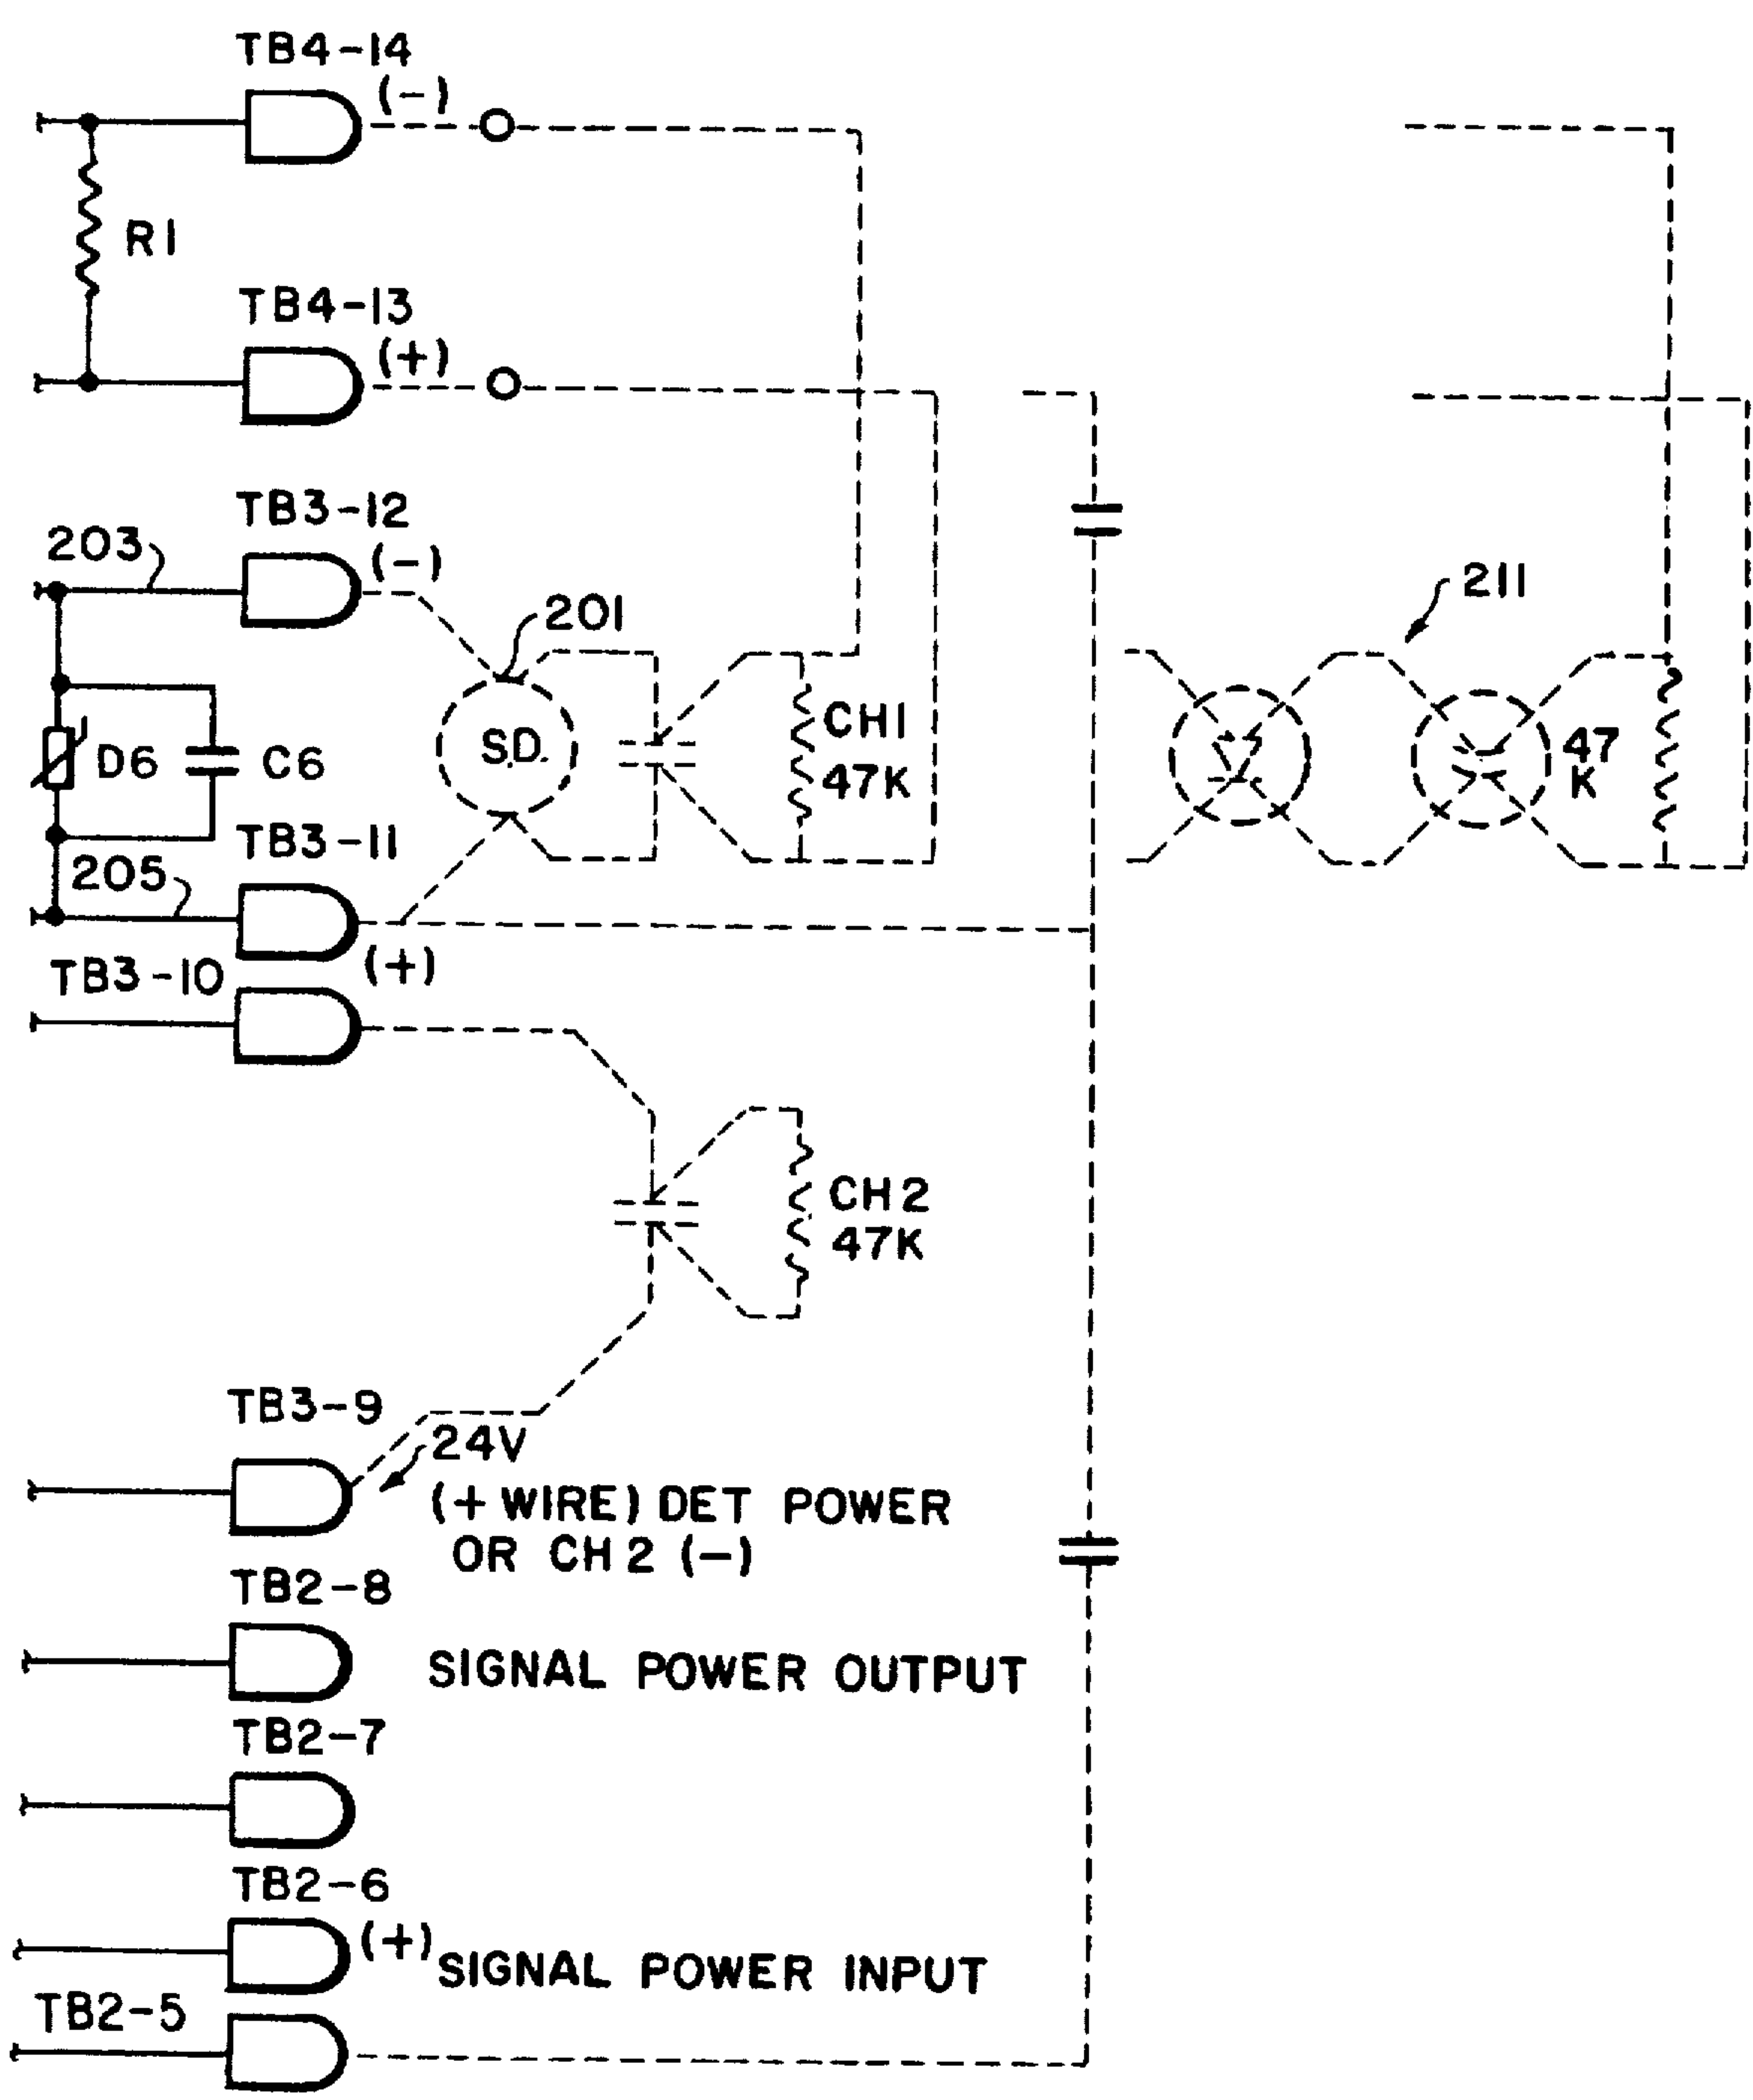 TB4-14
(-)
R1
TB4-13
(+)
TB3-12
(-)
203
201
211
S.D.
CH1
47K
47
K
D6
C6
TB3-11
205
(+)
TB3-10
CH2
47K
TB3-9
24V
(+ WIRE) DET POWER
OR CH2 (-)
TB2-8
SIGNAL POWER OUTPUT
TB2-7
TB2-6
(+)
SIGNAL POWER INPUT
TB2-5